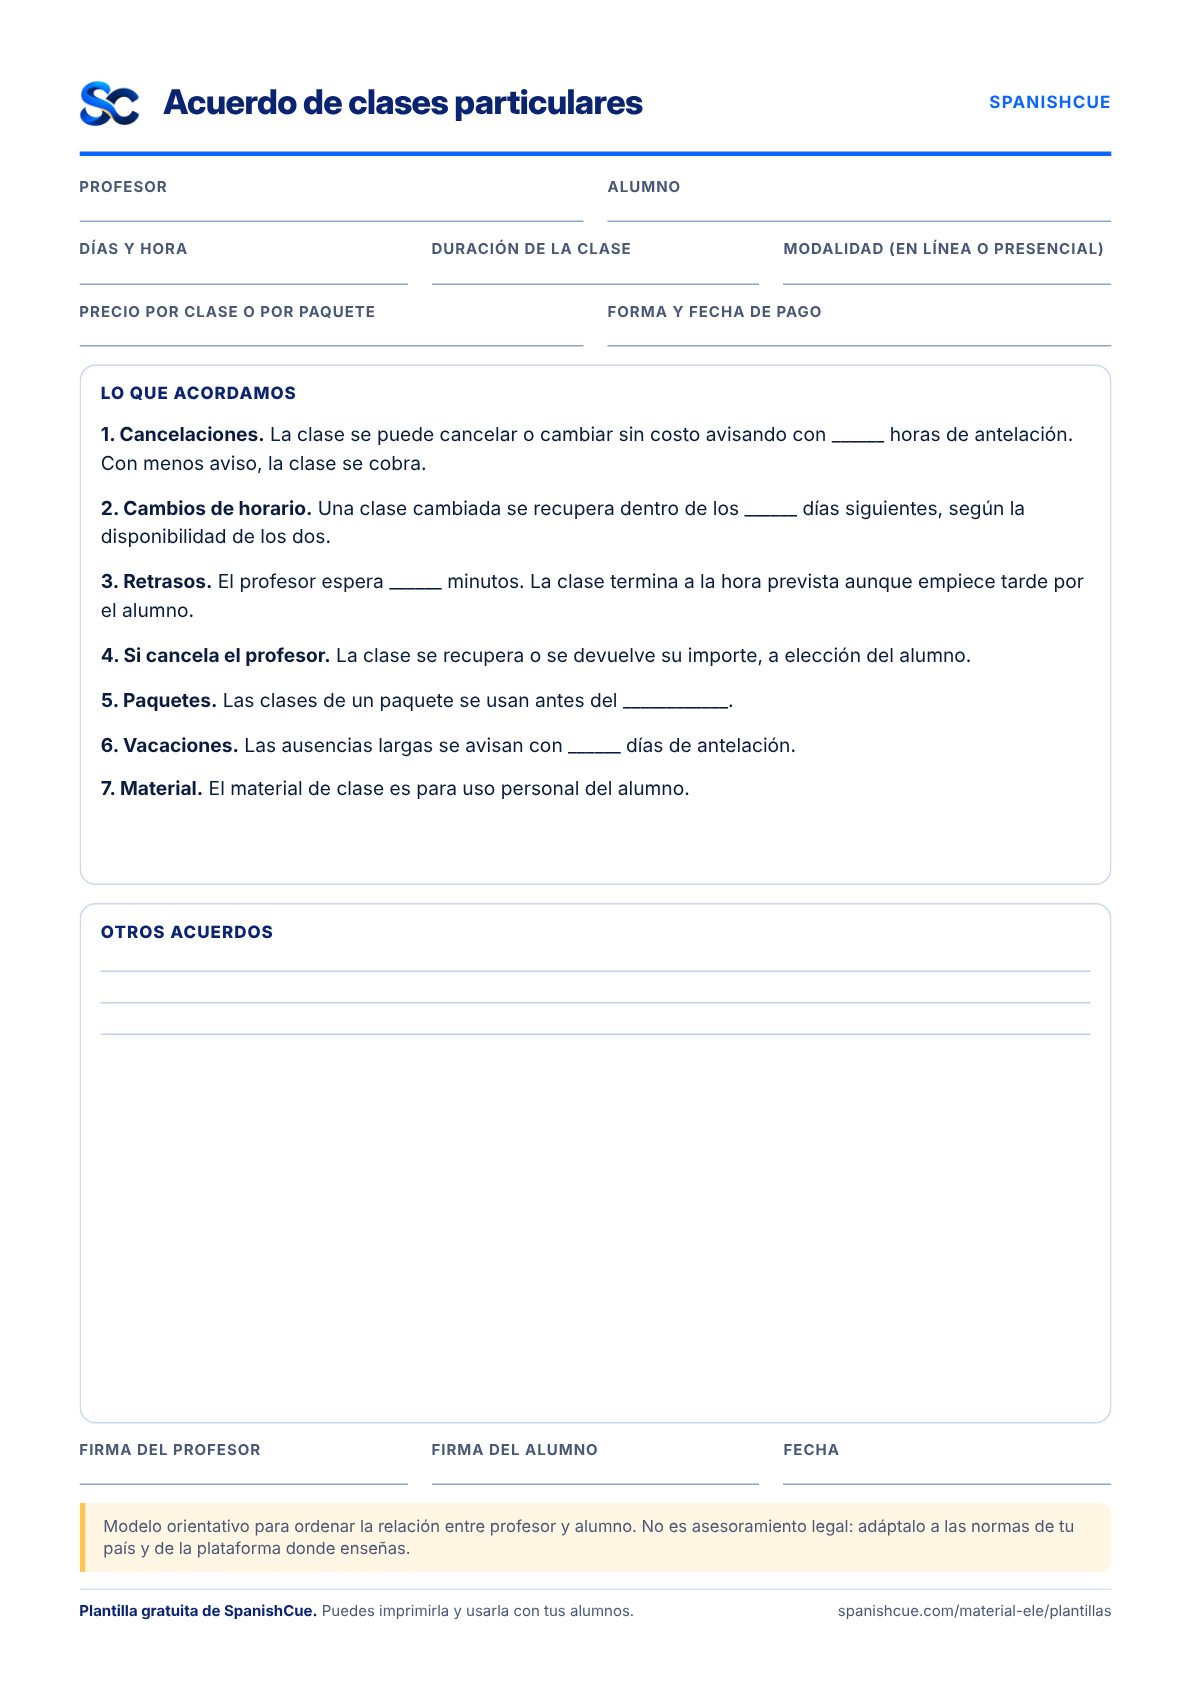 SC Acuerdo de clases particulares
SPANISHCUE
PROFESOR
ALUMNO
DÍAS Y HORA
DURACIÓN DE LA CLASE
MODALIDAD (EN LÍNEA O PRESENCIAL)
PRECIO POR CLASE O POR PAQUETE
FORMA Y FECHA DE PAGO
LO QUE ACORDAMOS
1. Cancelaciones. La clase se puede cancelar o cambiar sin costo avisando con ______ horas de antelación.
Con menos aviso, la clase se cobra.
2. Cambios de horario. Una clase cambiada se recupera dentro de los ______ días siguientes, según la
disponibilidad de los dos.
3. Retrasos. El profesor espera ______ minutos. La clase termina a la hora prevista aunque empiece tarde por
el alumno.
4. Si cancela el profesor. La clase se recupera o se devuelve su importe, a elección del alumno.
5. Paquetes. Las clases de un paquete se usan antes del ____________.
6. Vacaciones. Las ausencias largas se avisan con ______ días de antelación.
7. Material. El material de clase es para uso personal del alumno.
OTROS ACUERDOS
FIRMA DEL PROFESOR
FIRMA DEL ALUMNO
FECHA
Modelo orientativo para ordenar la relación entre profesor y alumno. No es asesoramiento legal: adáptalo a las normas de tu
país y de la plataforma donde enseñas.
Plantilla gratuita de SpanishCue. Puedes imprimirla y usarla con tus alumnos.
spanishcue.com/material-ele/plantillas